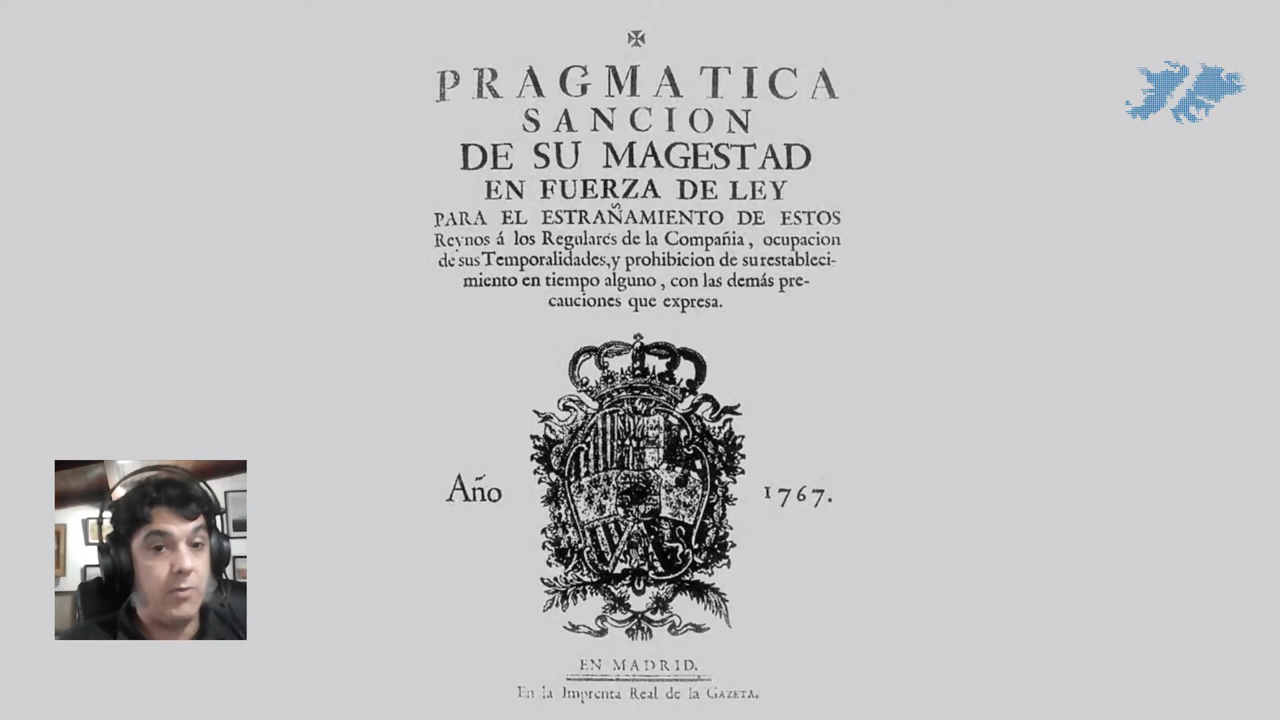 PRAGMATICA
SANCION
DE SU MAGESTAD
EN FUERZA DE LEY
PARA EL ESTRAÑAMIENTO DE ESTOS
Reynos á los Regulares de la Compañia, ocupacion
de sus Temporalidades, y prohibicion de su restableci-
miento en tiempo alguno, con las demás pre-
cauciones que expresa.
Año 1767.
EN MADRID.
En la Imprenta Real de la GAZETA.